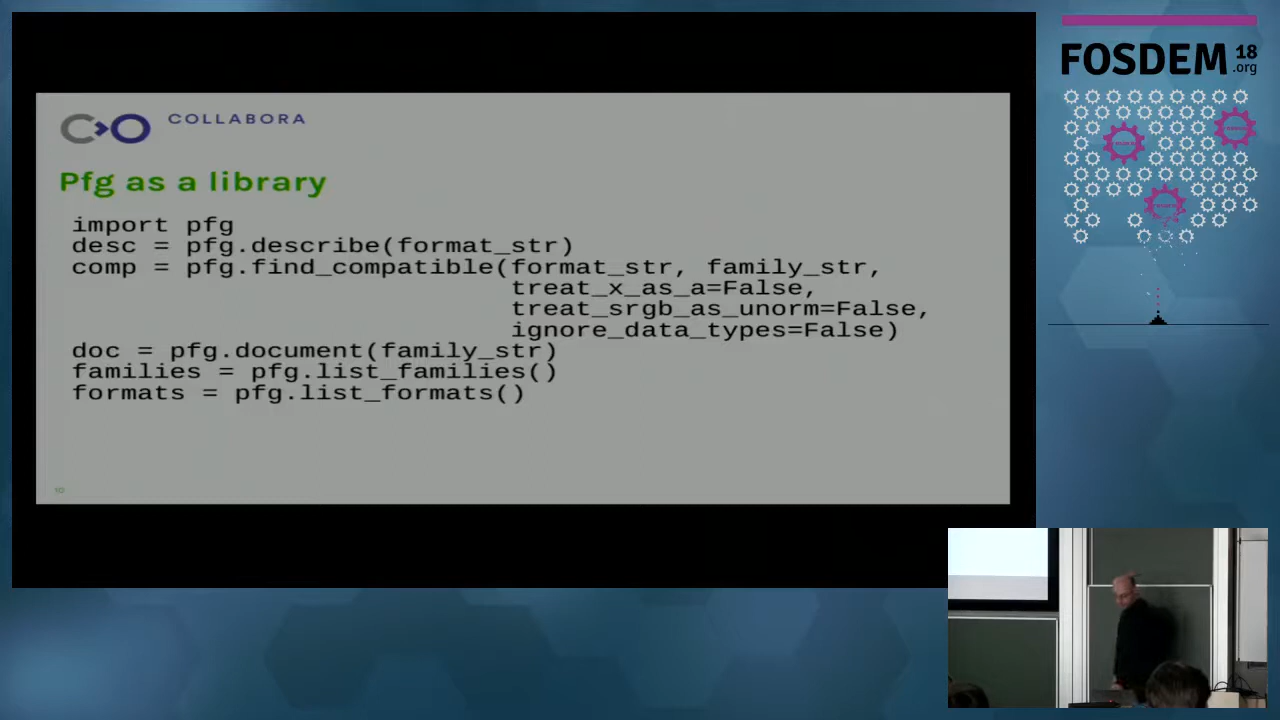 COLLABORA
Pfg as a library
import pfg
desc = pfg.describe(format_str)
comp = pfg.find_compatible(format_str, family_str,
treat_x_as_a=False,
treat_srgb_as_unorm=False,
ignore_data_types=False)
doc = pfg.document(family_str)
families = pfg.list_families()
formats = pfg.list_formats()
10
FOSDEM 18
.org